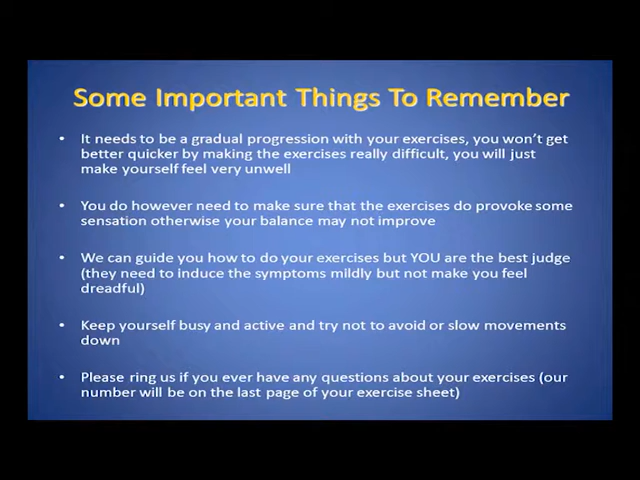 Some Important Things To Remember
• It needs to be a gradual progression with your exercises, you won't get
better quicker by making the exercises really difficult, you will just
make yourself feel very unwell
• You do however need to make sure that the exercises do provoke some
sensation otherwise your balance may not improve
• We can guide you how to do your exercises but YOU are the best judge
(they need to induce the symptoms mildly but not make you feel
dreadful)
• Keep yourself busy and active and try not to avoid or slow movements
down
• Please ring us if you ever have any questions about your exercises (our
number will be on the last page of your exercise sheet)